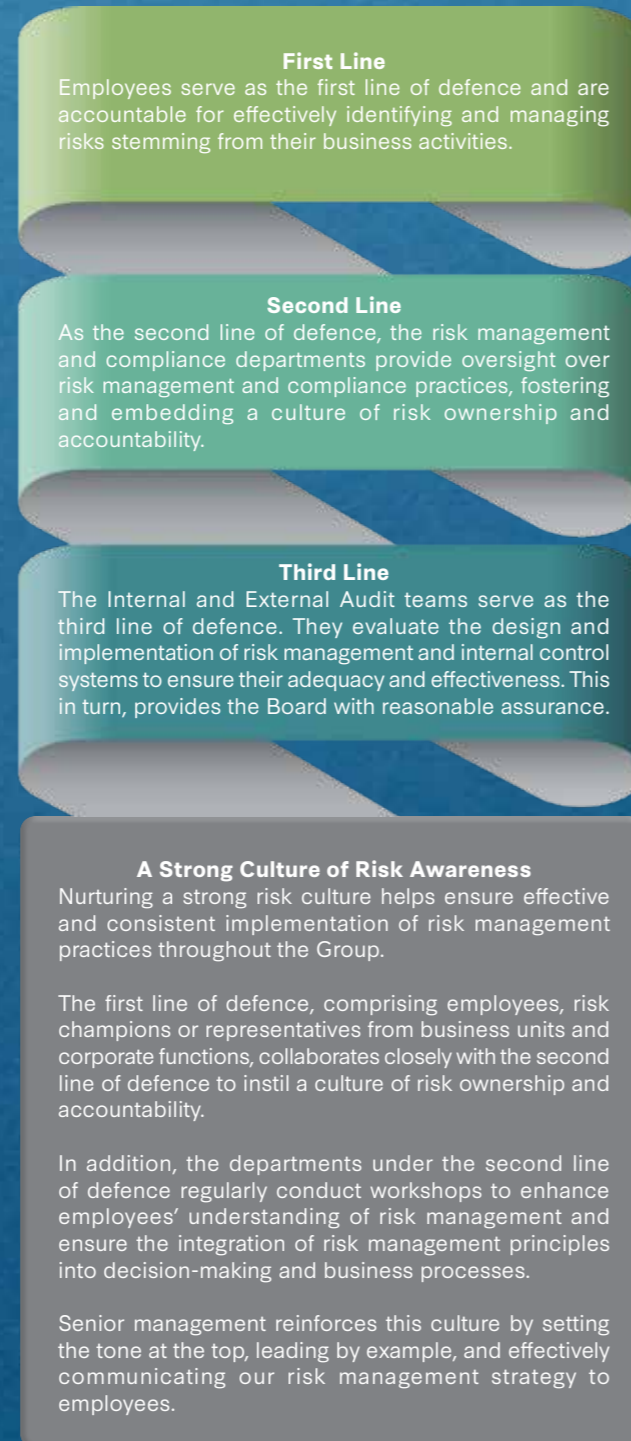 First Line
Employees serve as the first line of defence and are
accountable for effectively identifying and managing
risks stemming from their business activities.
Second Line
As the second line of defence, the risk management
and compliance departments provide oversight over
risk management and compliance practices, fostering
and embedding a culture of risk ownership and
accountability.
Third Line
The Internal and External Audit teams serve as the
third line of defence. They evaluate the design and
implementation of risk management and internal control
systems to ensure their adequacy and effectiveness. This
in turn, provides the Board with reasonable assurance.
A Strong Culture of Risk Awareness
Nurturing a strong risk culture helps ensure effective
and consistent implementation of risk management
practices throughout the Group.
The first line of defence, comprising employees, risk
champions or representatives from business units and
corporate functions, collaborates closely with the second
line of defence to instil a culture of risk ownership and
accountability.
In addition, the departments under the second line
of defence regularly conduct workshops to enhance
employees’ understanding of risk management and
ensure the integration of risk management principles
into decision-making and business processes.
Senior management reinforces this culture by setting
the tone at the top, leading by example, and effectively
communicating our risk management strategy to
employees.